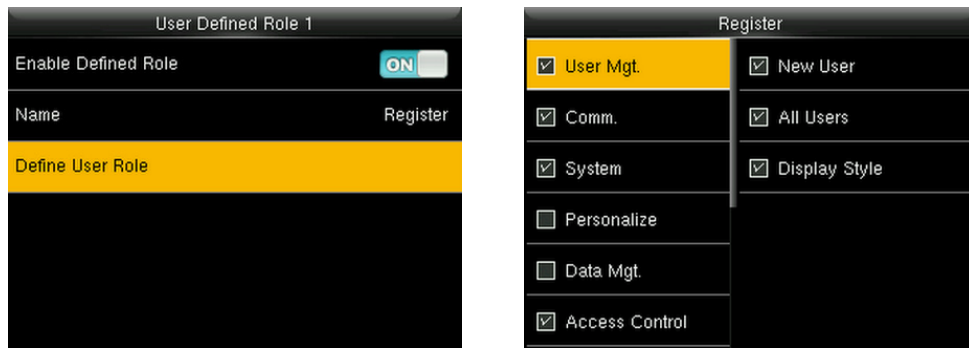 User Defined Role 1
Enable Defined Role ON
Name Register
Define User Role
Register
User Mgt. New User
Comm. All Users
System Display Style
Personalize
Data Mgt.
Access Control